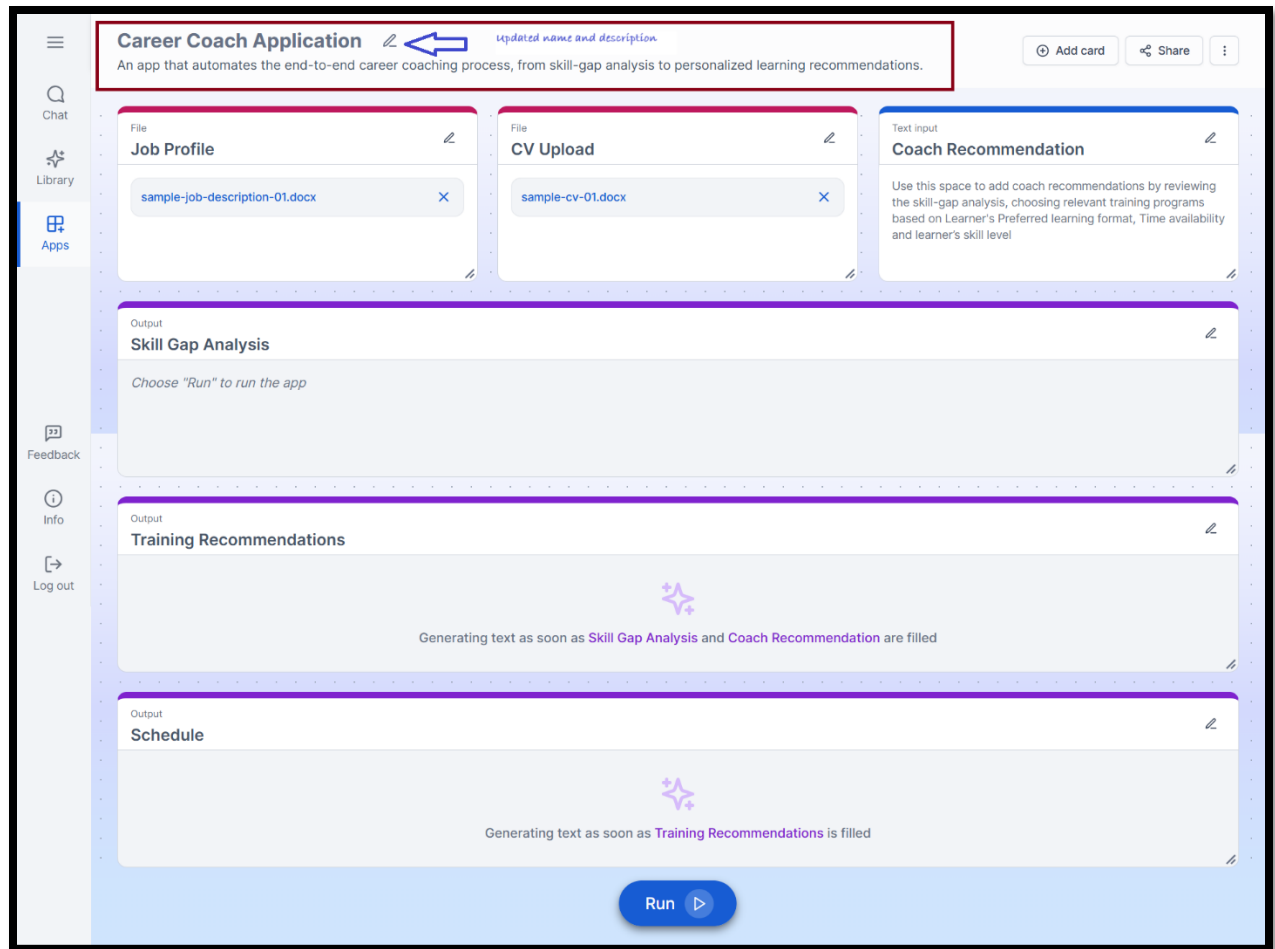 Career Coach Application
Updated name and description
An app that automates the end-to-end career coaching process, from skill-gap analysis to personalized learning recommendations.
Add card
Share
Chat
Library
Apps
Feedback
Info
Log out
File
Job Profile
sample-job-description-01.docx
File
CV Upload
sample-cv-01.docx
Text input
Coach Recommendation
Use this space to add coach recommendations by reviewing
the skill-gap analysis, choosing relevant training programs
based on Learner's Preferred learning format, Time availability
and learner's skill level
Output
Skill Gap Analysis
Choose "Run" to run the app
Output
Training Recommendations
Generating text as soon as Skill Gap Analysis and Coach Recommendation are filled
Output
Schedule
Generating text as soon as Training Recommendations is filled
Run